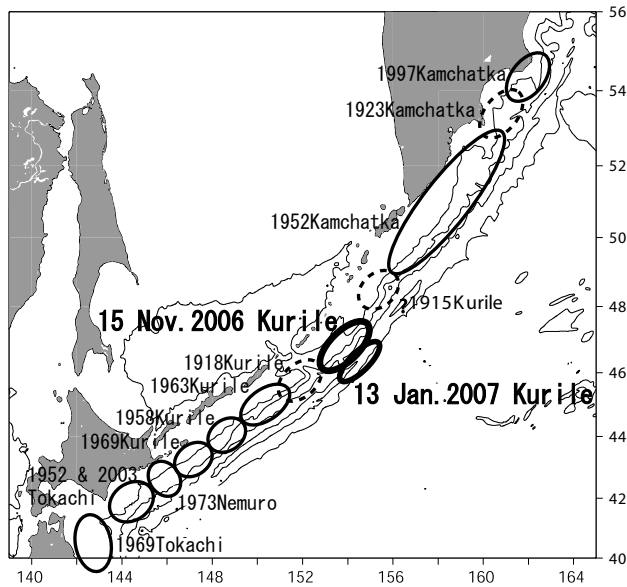 56
1997Kamchatka
54
1923Kamchatka
52
1952Kamchatka
50
?1915Kurile
48
15 Nov.2006 Kurile
1918Kurile
46
1963Kurile
13 Jan.2007 Kurile
1958Kurile
44
1969Kurile
1952 & 2003
Tokachi
42
1973Nemuro
1969Tokachi
40
140 144 148 152 156 160 164